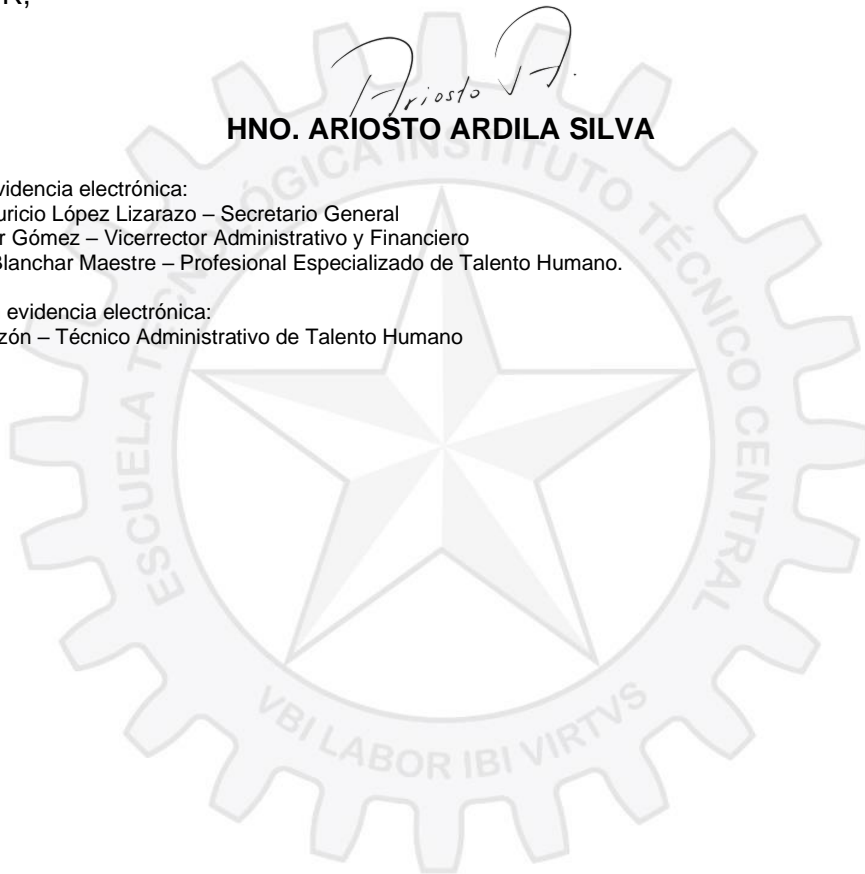 R,
Ariosto A.
HNO. ARIOSTO ARDILA SILVA
videncia electrónica:
uricio López Lizarazo – Secretario General
r Gómez – Vicerrector Administrativo y Financiero
Blanchar Maestre – Profesional Especializado de Talento Humano.
evidencia electrónica:
zón – Técnico Administrativo de Talento Humano
ESCUELA TECNOLÓGICA INSTITUTO TÉCNICO CENTRAL
VBI LABOR IBI VIRTVS